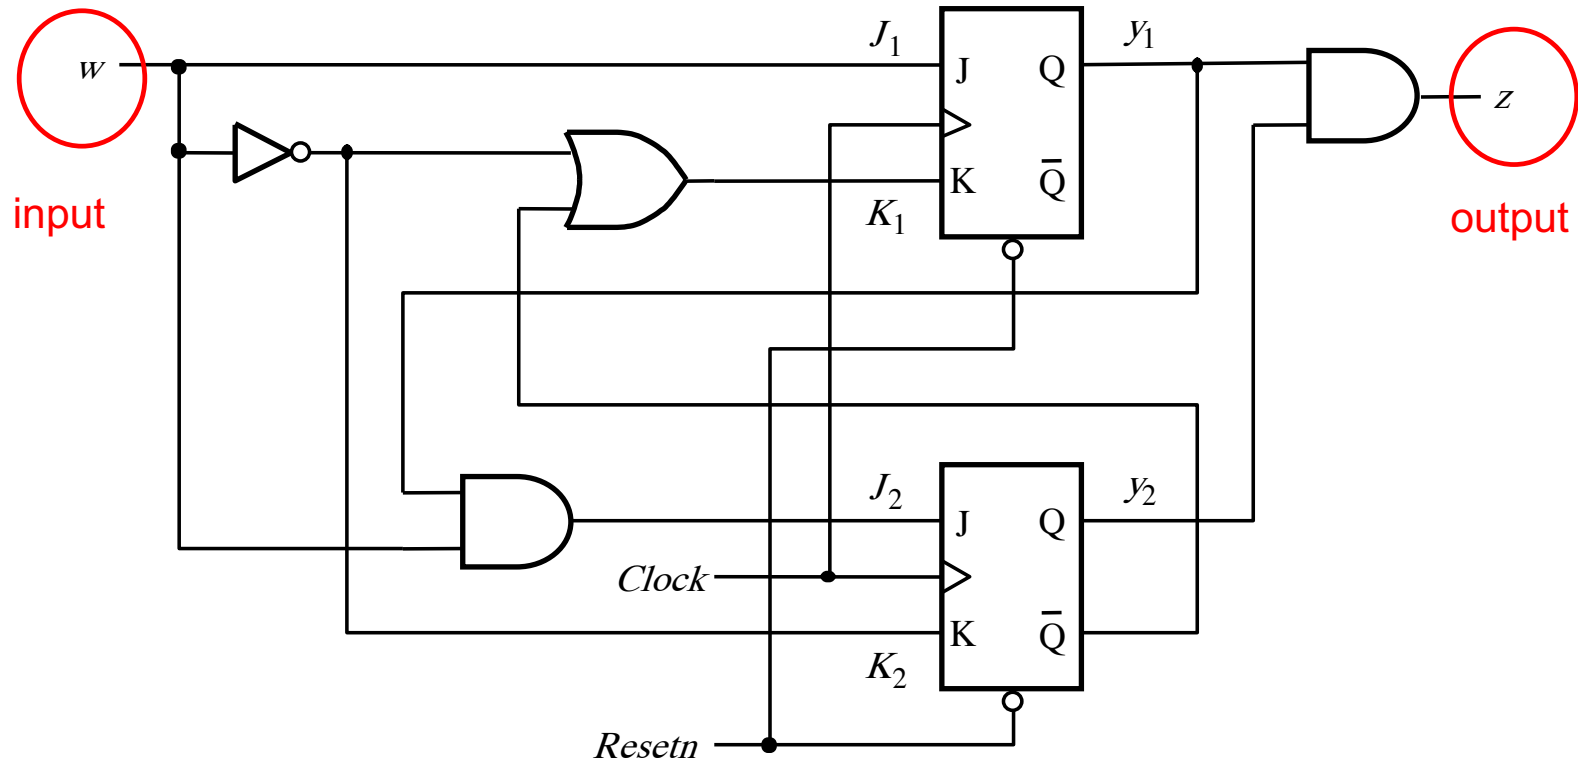 w
input
J₁
J
Q
y₁
K
Q̅
K₁
z
output
J₂
J
Q
y₂
Clock
K
Q̅
K₂
Resetn